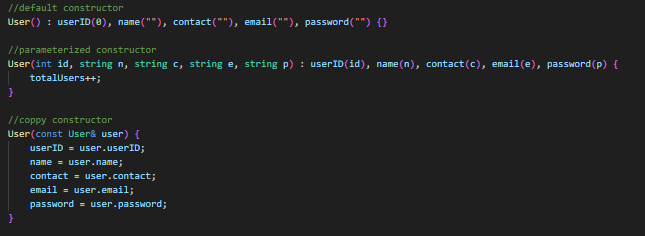 //default constructor
User() : userID(0), name(""), contact(""), email(""), password("") {}
//parameterized constructor
User(int id, string n, string c, string e, string p) : userID(id), name(n), contact(c), email(e), password(p) {
totalUsers++;
}
//coppy constructor
User(const User& user) {
userID = user.userID;
name = user.name;
contact = user.contact;
email = user.email;
password = user.password;
}